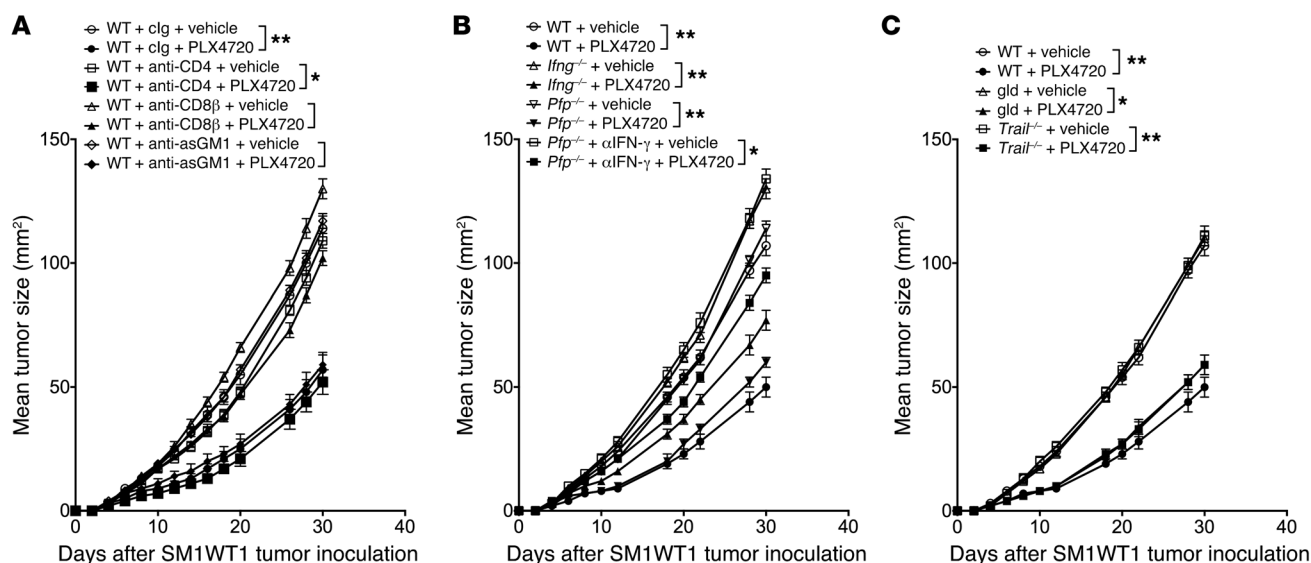 A
WT + cIg + vehicle
WT + cIg + PLX4720
**
WT + anti-CD4 + vehicle
WT + anti-CD4 + PLX4720
*
WT + anti-CD8β + vehicle
WT + anti-CD8β + PLX4720
WT + anti-asGM1 + vehicle
WT + anti-asGM1 + PLX4720
Mean tumor size (mm²)
150
100
50
0
0 10 20 30 40
Days after SM1WT1 tumor inoculation
B
WT + vehicle
WT + PLX4720
**
Ifng⁻/⁻ + vehicle
Ifng⁻/⁻ + PLX4720
**
Pfp⁻/⁻ + vehicle
Pfp⁻/⁻ + PLX4720
**
Pfp⁻/⁻ + αIFN-γ + vehicle
Pfp⁻/⁻ + αIFN-γ + PLX4720
*
Mean tumor size (mm²)
150
100
50
0
0 10 20 30 40
Days after SM1WT1 tumor inoculation
C
WT + vehicle
WT + PLX4720
**
gld + vehicle
gld + PLX4720
*
Trail⁻/⁻ + vehicle
Trail⁻/⁻ + PLX4720
**
Mean tumor size (mm²)
150
100
50
0
0 10 20 30 40
Days after SM1WT1 tumor inoculation